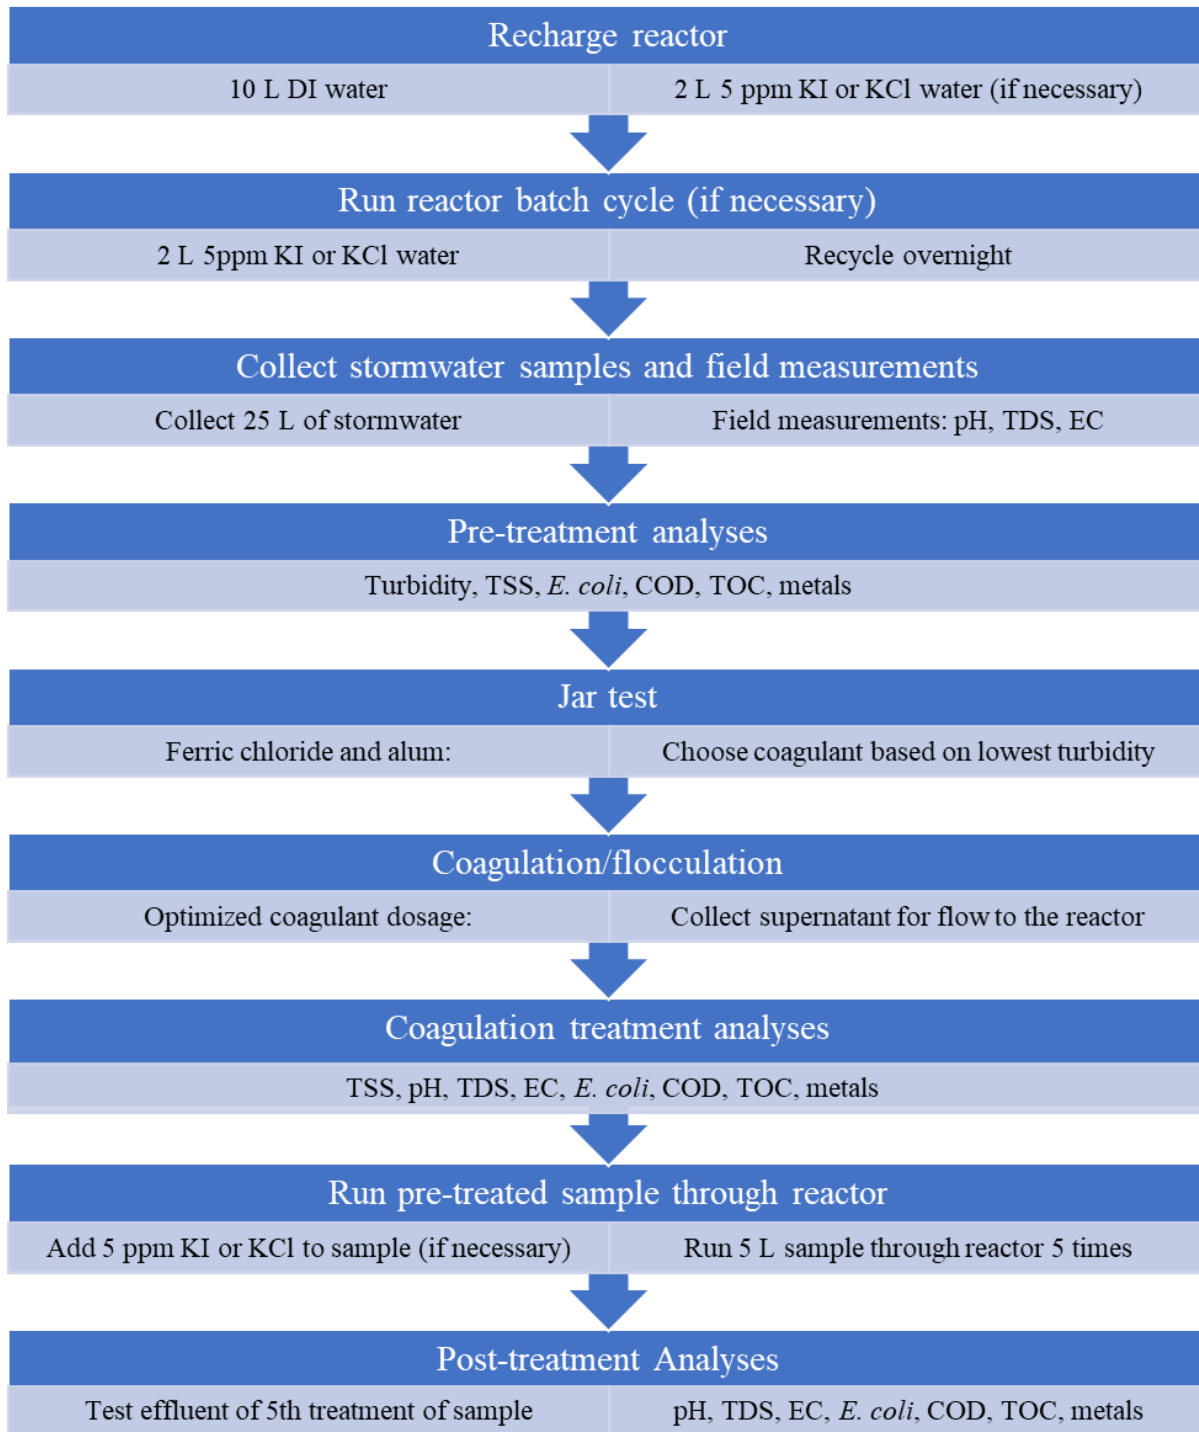 Recharge reactor
10 L DI water
2 L 5 ppm KI or KCl water (if necessary)
Run reactor batch cycle (if necessary)
2 L 5ppm KI or KCl water
Recycle overnight
Collect stormwater samples and field measurements
Collect 25 L of stormwater
Field measurements: pH, TDS, EC
Pre-treatment analyses
Turbidity, TSS, E. coli, COD, TOC, metals
Jar test
Ferric chloride and alum:
Choose coagulant based on lowest turbidity
Coagulation/flocculation
Optimized coagulant dosage:
Collect supernatant for flow to the reactor
Coagulation treatment analyses
TSS, pH, TDS, EC, E. coli, COD, TOC, metals
Run pre-treated sample through reactor
Add 5 ppm KI or KCl to sample (if necessary)
Run 5 L sample through reactor 5 times
Post-treatment Analyses
Test effluent of 5th treatment of sample
pH, TDS, EC, E. coli, COD, TOC, metals